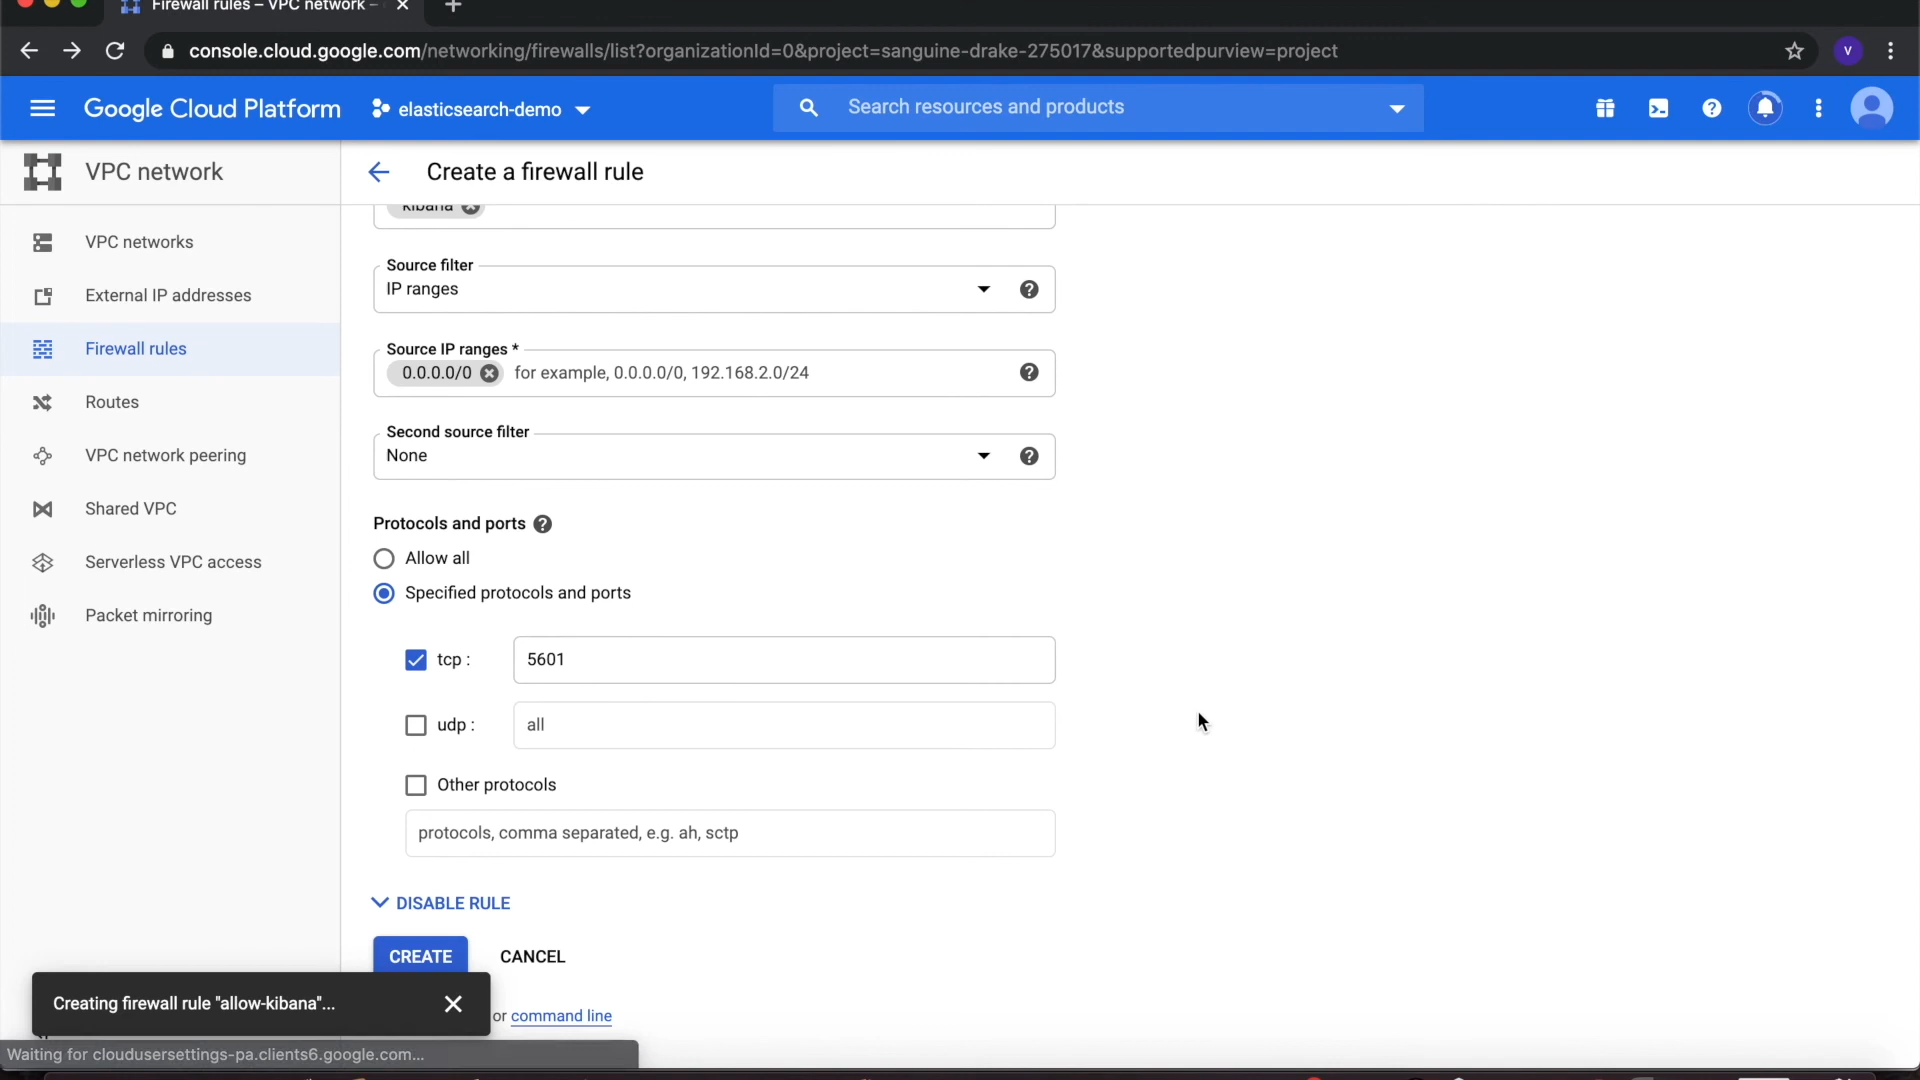 Firewall rules – VPC network –
console.cloud.google.com/networking/firewalls/list?organizationId=0&project=sanguine-drake-275017&supportedpurview=project
V
Google Cloud Platform
elasticsearch-demo
Search resources and products
VPC network
Create a firewall rule
VPC networks
External IP addresses
Firewall rules
Routes
VPC network peering
Shared VPC
Serverless VPC access
Packet mirroring
kibana
Source filter
IP ranges
Source IP ranges *
0.0.0.0/0 for example, 0.0.0.0/0, 192.168.2.0/24
Second source filter
None
Protocols and ports
Allow all
Specified protocols and ports
tcp : 5601
udp : all
Other protocols
protocols, comma separated, e.g. ah, sctp
DISABLE RULE
CREATE CANCEL
Creating firewall rule "allow-kibana"...
or command line
Waiting for cloudusersettings-pa.clients6.google.com...